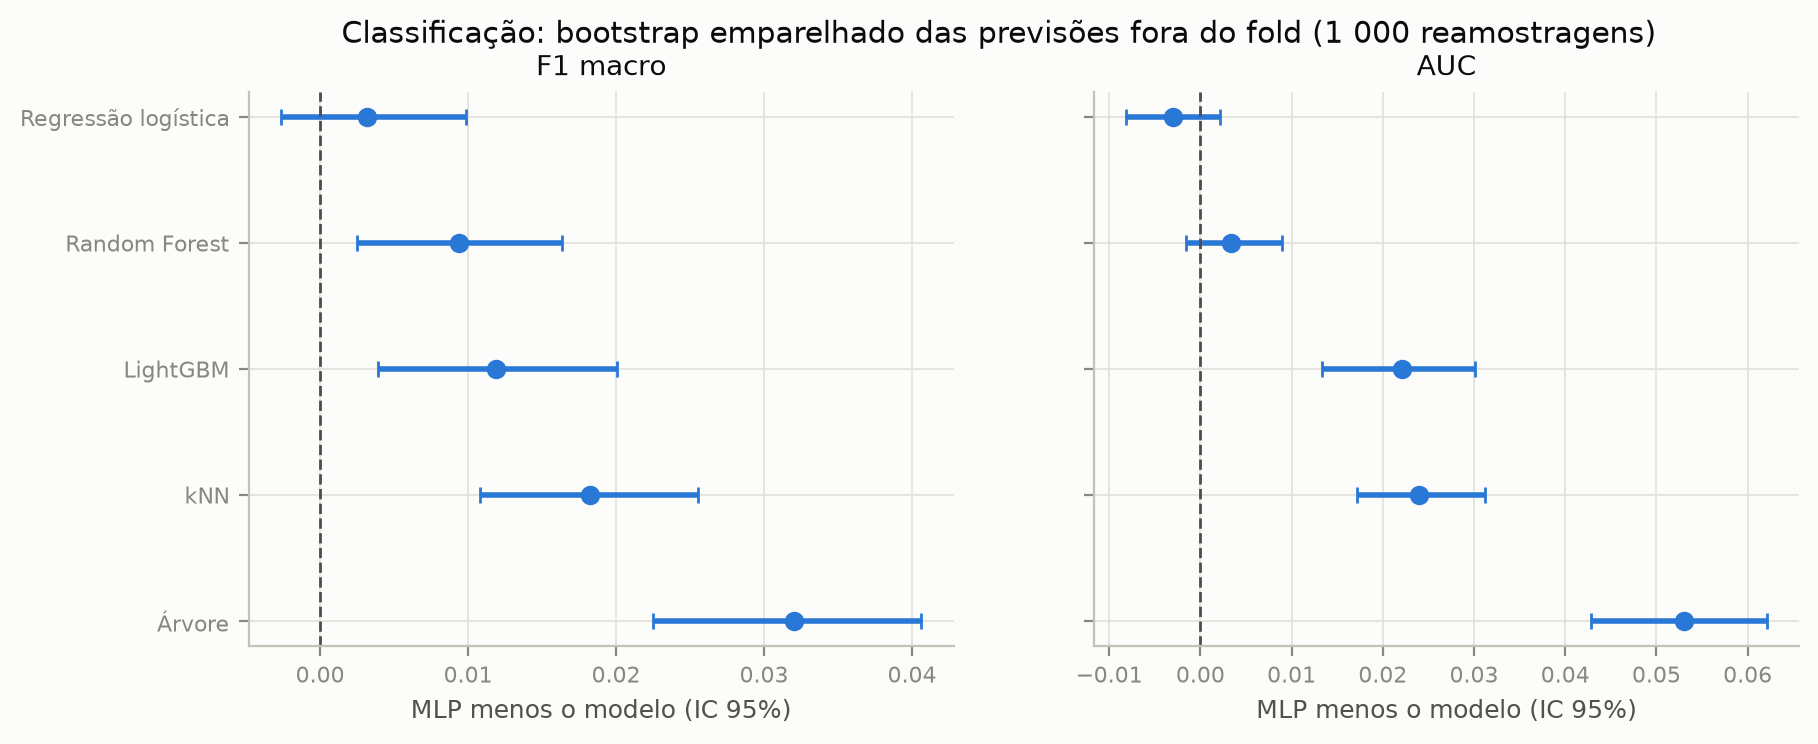 Classificação: bootstrap emparelhado das previsões fora do fold (1 000 reamostragens)
F1 macro
Regressão logística
Random Forest
LightGBM
kNN
Árvore
0.00 0.01 0.02 0.03 0.04
MLP menos o modelo (IC 95%)
AUC
−0.01 0.00 0.01 0.02 0.03 0.04 0.05 0.06
MLP menos o modelo (IC 95%)